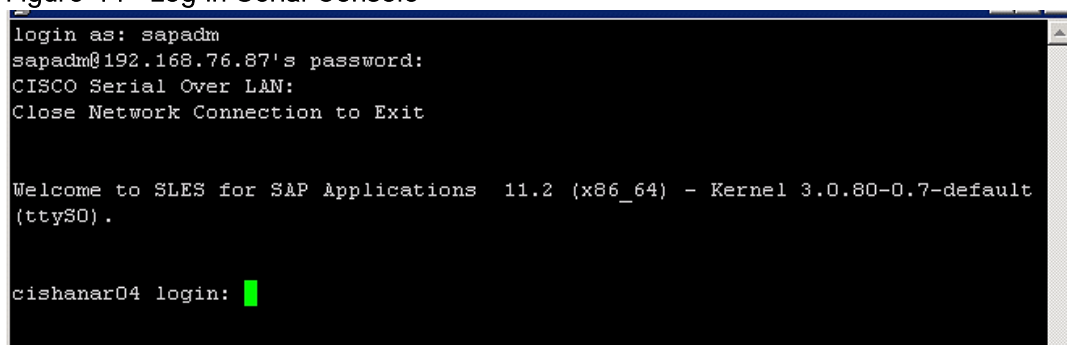 Figure 11 - Log in Serial Console
login as: sapadm
sapadm@192.168.76.87's password:
CISCO Serial Over LAN:
Close Network Connection to Exit
Welcome to SLES for SAP Applications  11.2 (x86_64) - Kernel 3.0.80-0.7-default
(ttyS0).
cishanar04 login: